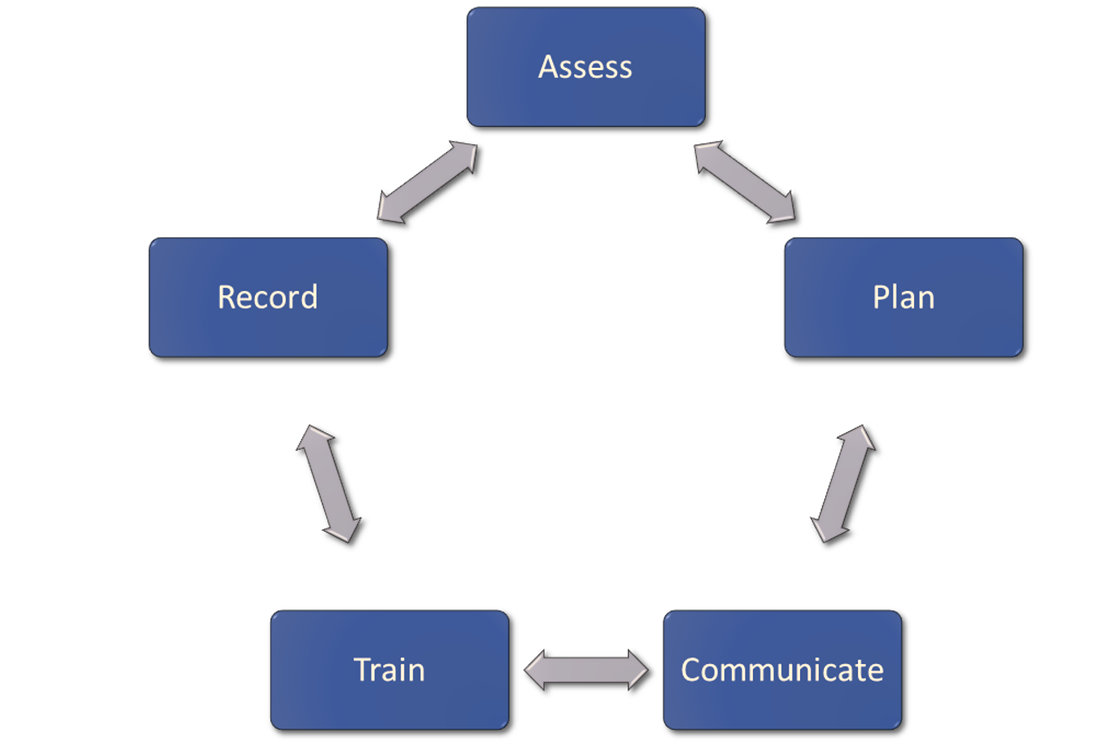 Assess
Record
Plan
Train
Communicate